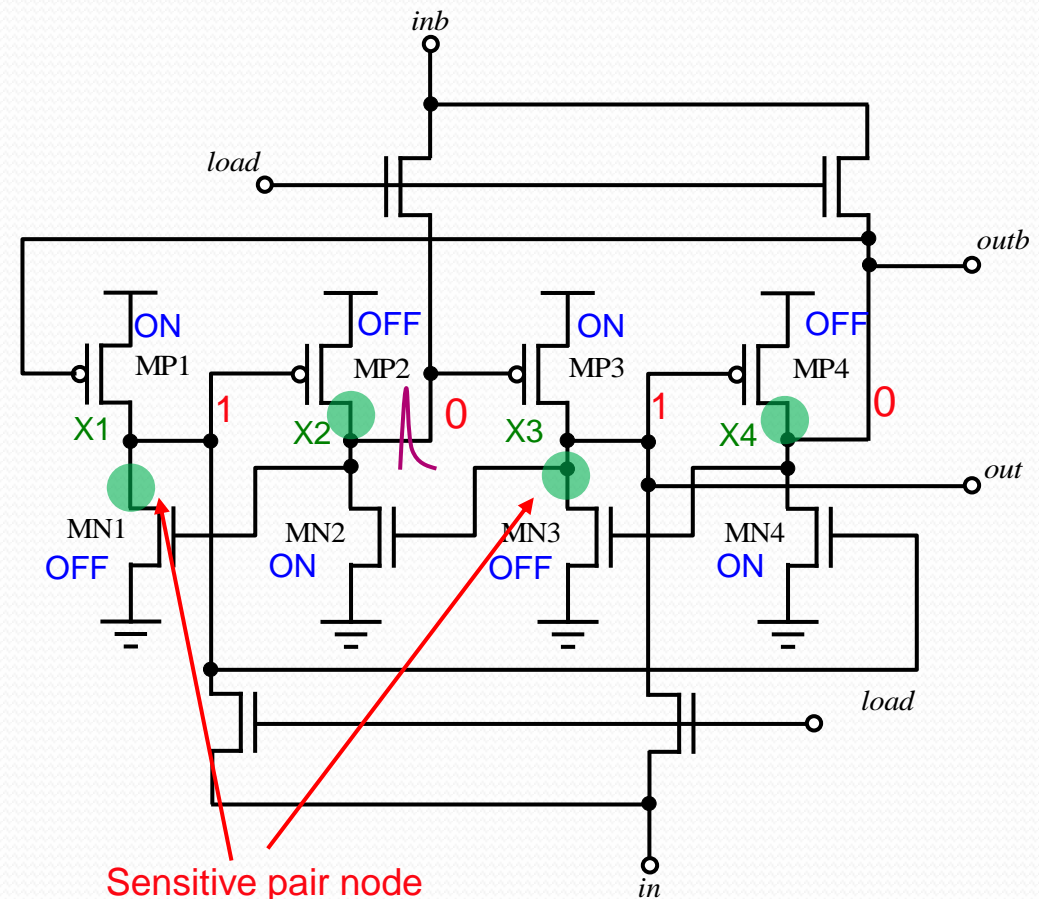 inb
load
outb
ON
OFF
ON
OFF
MP1
MP2
MP3
MP4
1
0
1
0
X1
X2
X3
X4
out
MN1
MN2
MN3
MN4
OFF
ON
OFF
ON
load
Sensitive pair node
in